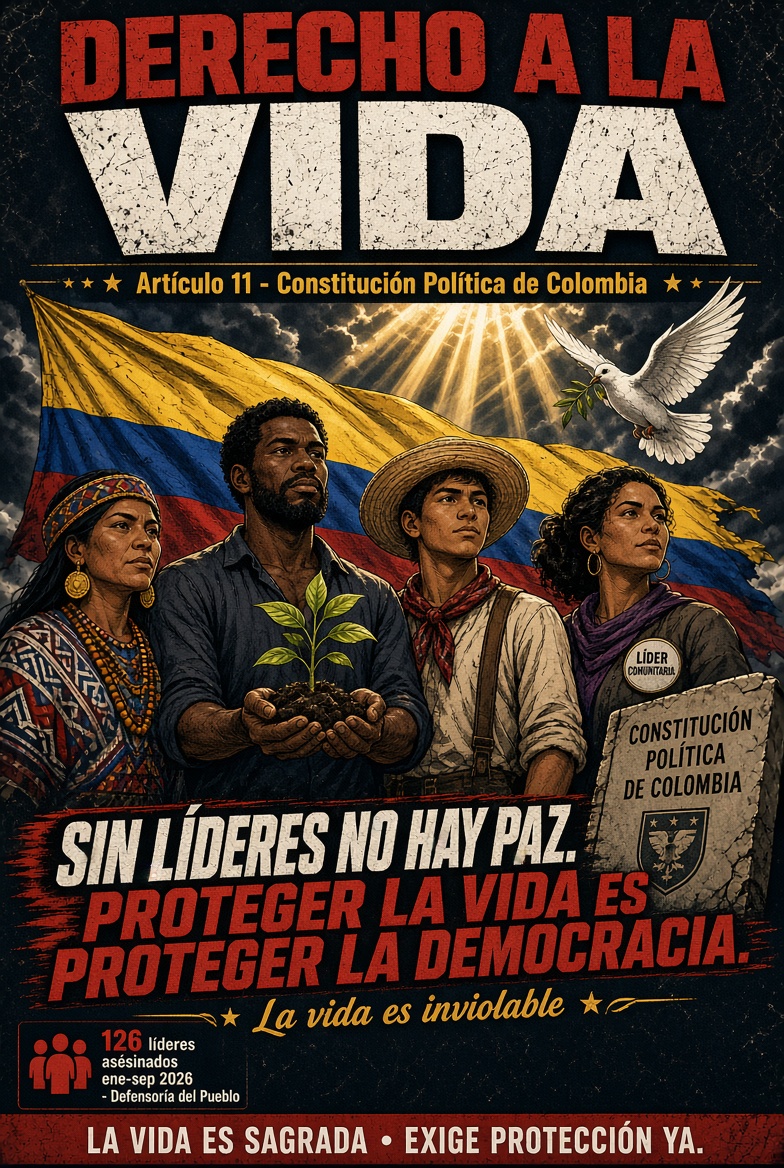 DERECHO A LA
VIDA
Artículo 11 - Constitución Política de Colombia
LÍDER
COMUNITARIA
CONSTITUCIÓN
POLÍTICA
DE COLOMBIA
SIN LÍDERES NO HAY PAZ.
PROTEGER LA VIDA ES
PROTEGER LA DEMOCRACIA.
La vida es inviolable
126 líderes
asésinados
ene-sep 2026
- Defensoría del Pueblo
LA VIDA ES SAGRADA • EXIGE PROTECCIÓN YA.